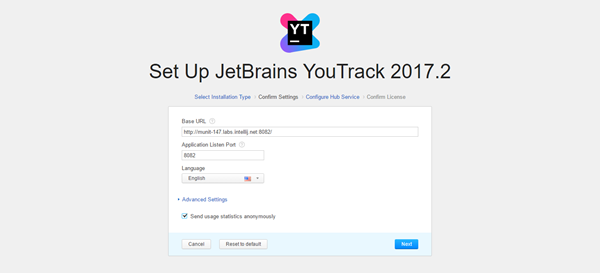 YT
Set Up JetBrains YouTrack 2017.2
Select Installation Type › Confirm Settings › Configure Hub Service › Confirm License
Base URL ?
http://munit-147.labs.intellij.net:8082/
Application Listen Port ?
8082
Language
English
Advanced Settings
Send usage statistics anonymously
Cancel Reset to default Next